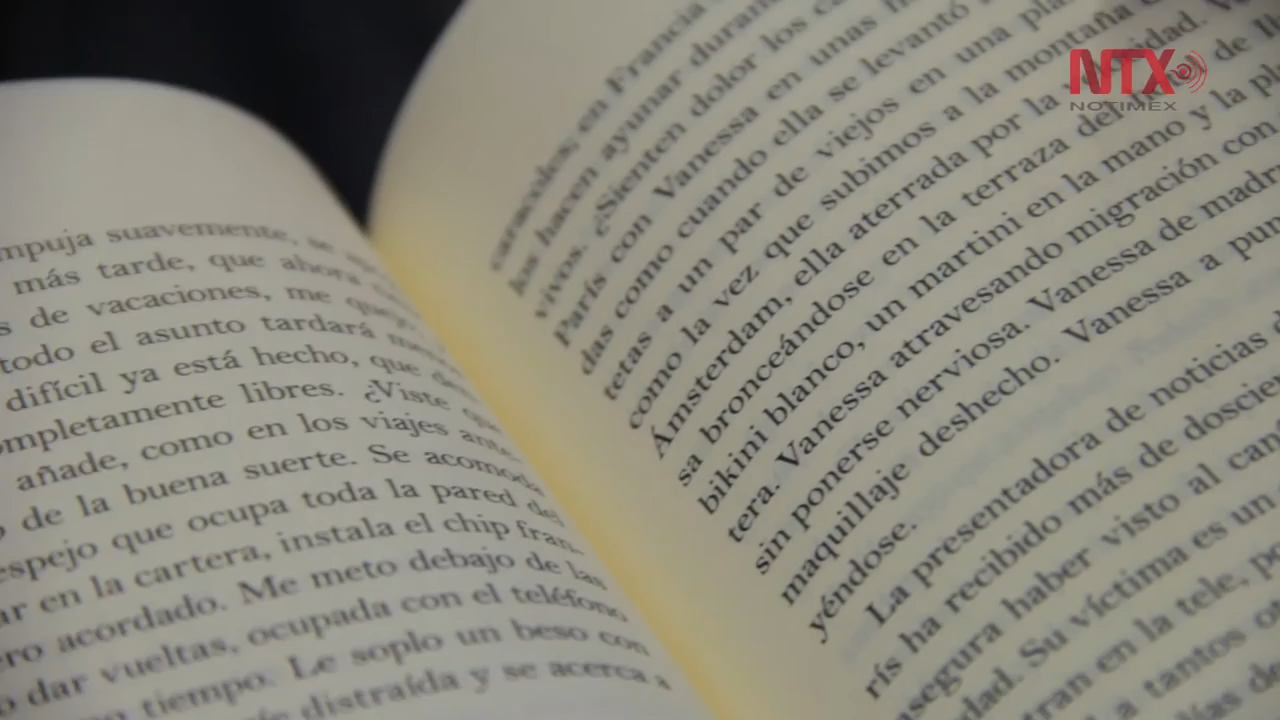 mpuja suavemente, se
más tarde, que ahora
s de vacaciones, me quejo
todo el asunto tardará
difícil ya está hecho, que
ompletamente libres. ¿Viste
añade, como en los viajes
o de la buena suerte. Se acomoda
espejo que ocupa toda la pared del
ar en la cartera, instala el chip fran-
ero acordado. Me meto debajo de las
o dar vueltas, ocupada con el teléfono
tiempo. Le soplo un beso con
distraída y se acerca a
caracoles; en Francia
los hacen ayunar
vivos. ¿Sienten dolor los
París con Vanessa en unas
das como cuando ella se levantó
tetas a un par de viejos en una
como la vez que subimos a la montaña
Ámsterdam, ella aterrada por la
sa bronceándose en la terraza del de
bikini blanco, un martini en la mano y la
tera. Vanessa atravesando migración con
sin ponerse nerviosa. Vanessa de
maquillaje deshecho. Vanessa a
yéndose.
La presentadora de noticias
rís ha recibido más de
asegura haber visto al
dad. Su víctima es un
tran en la tele,
a tantos
NTX
NOTIMEX